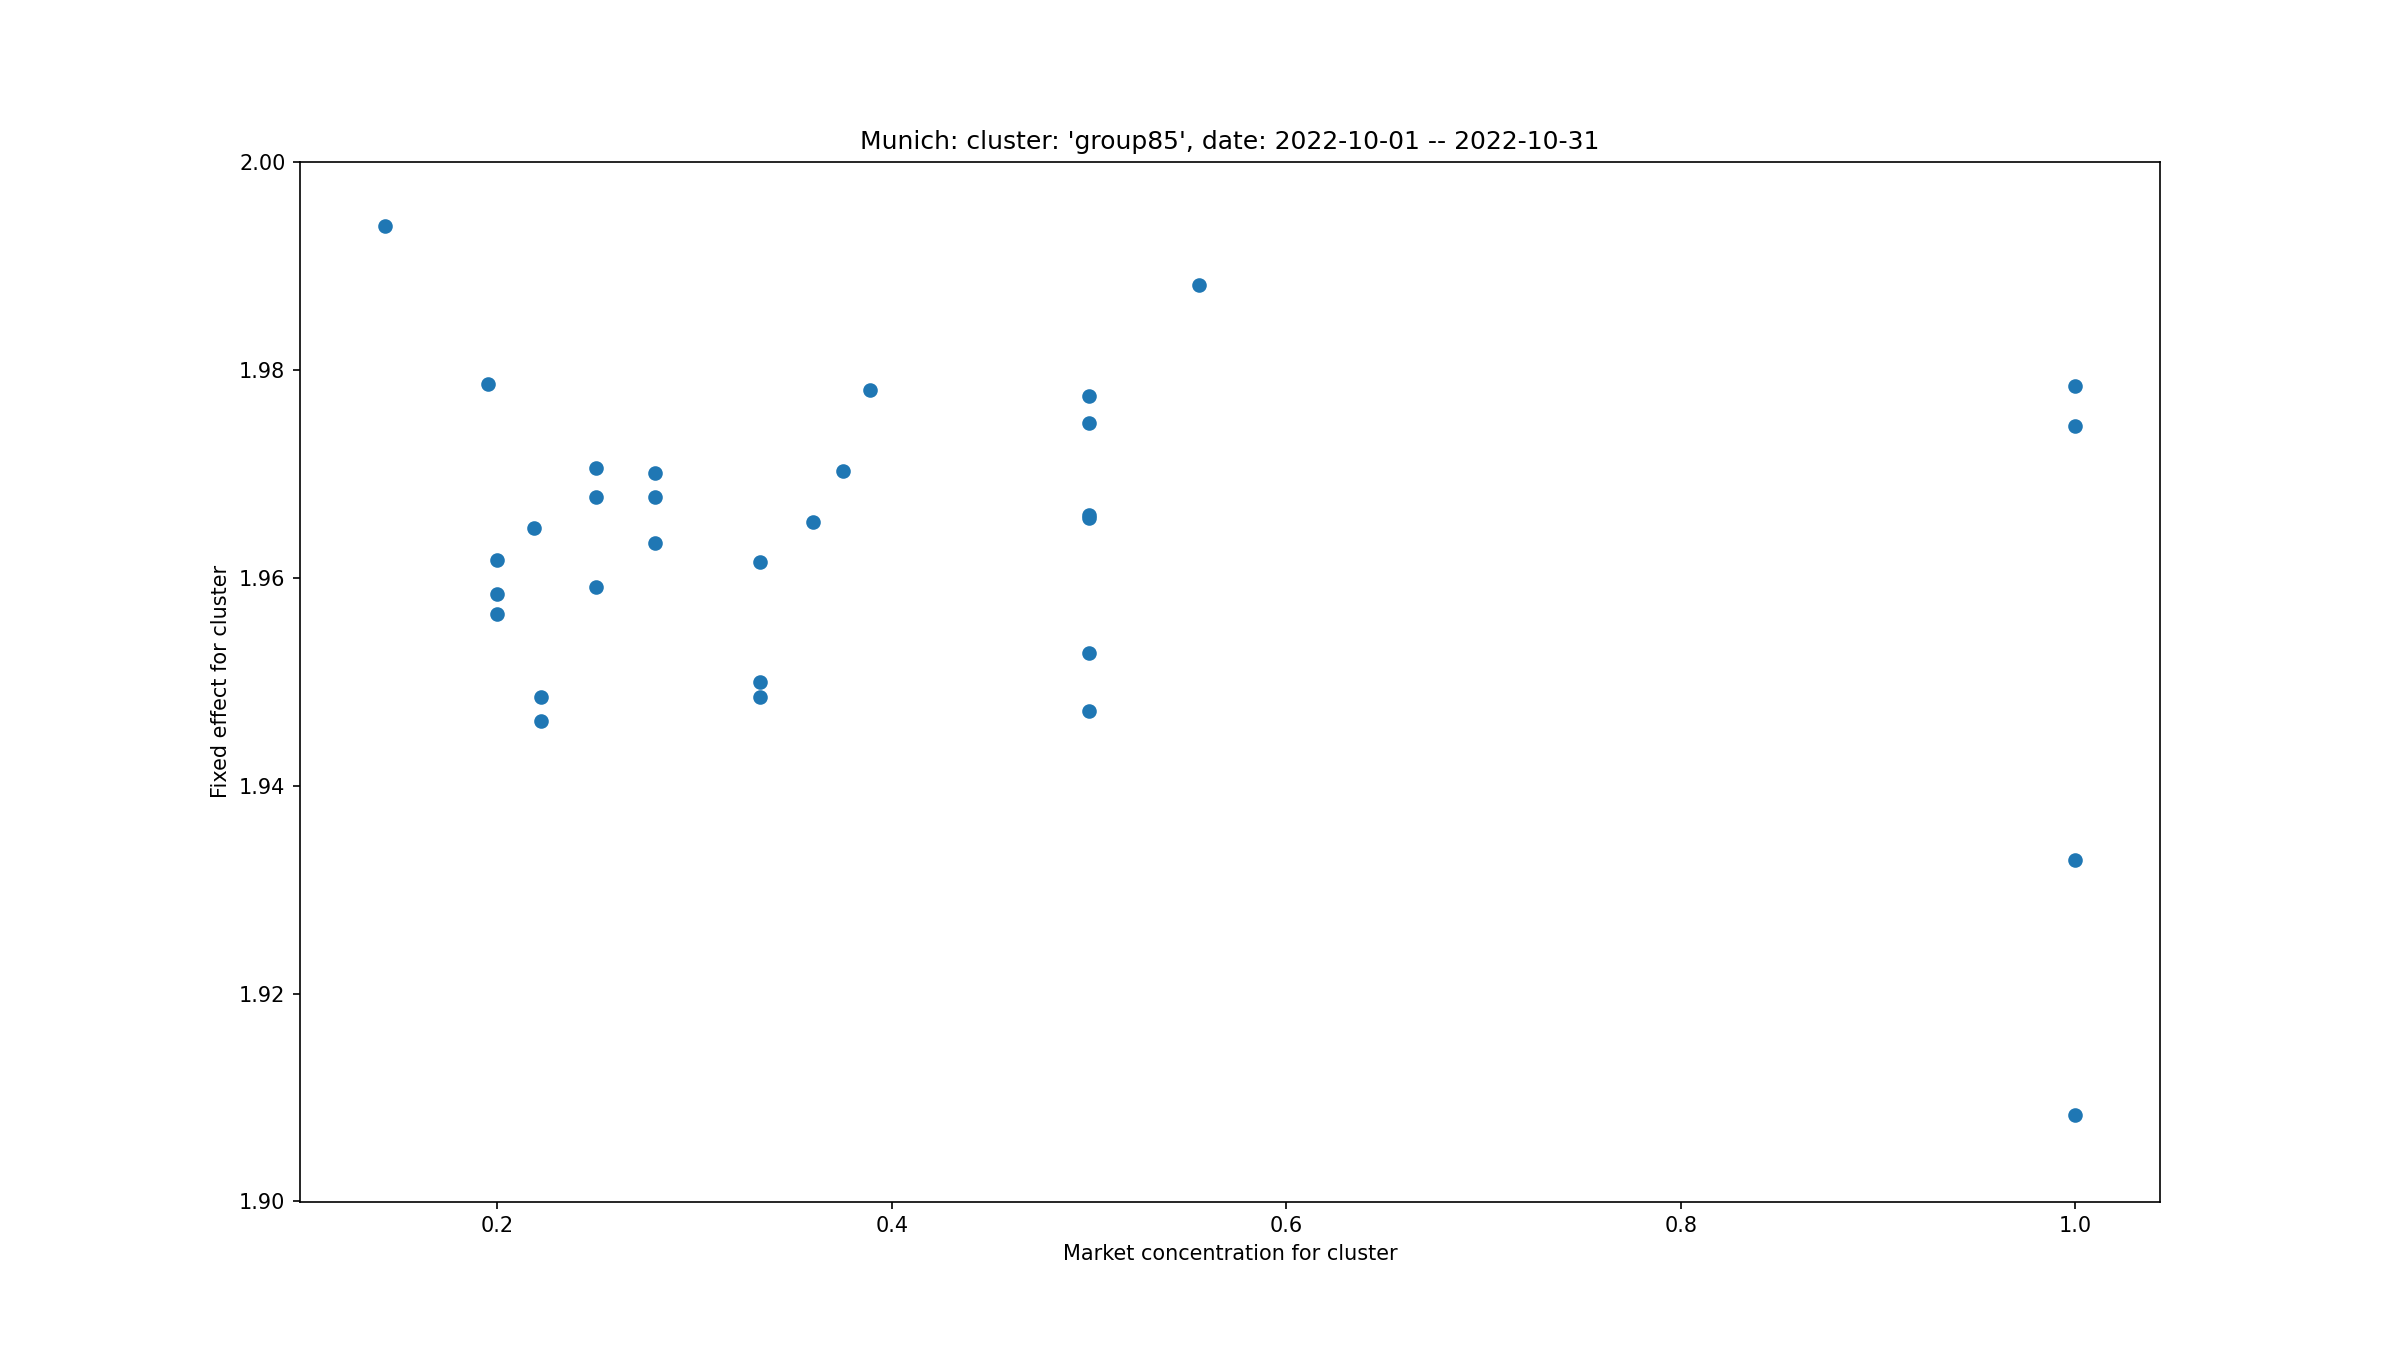 Munich: cluster: 'group85', date: 2022-10-01 -- 2022-10-31
2.00
1.98
1.96
1.94
1.92
1.90
Fixed effect for cluster
0.2 0.4 0.6 0.8 1.0
Market concentration for cluster